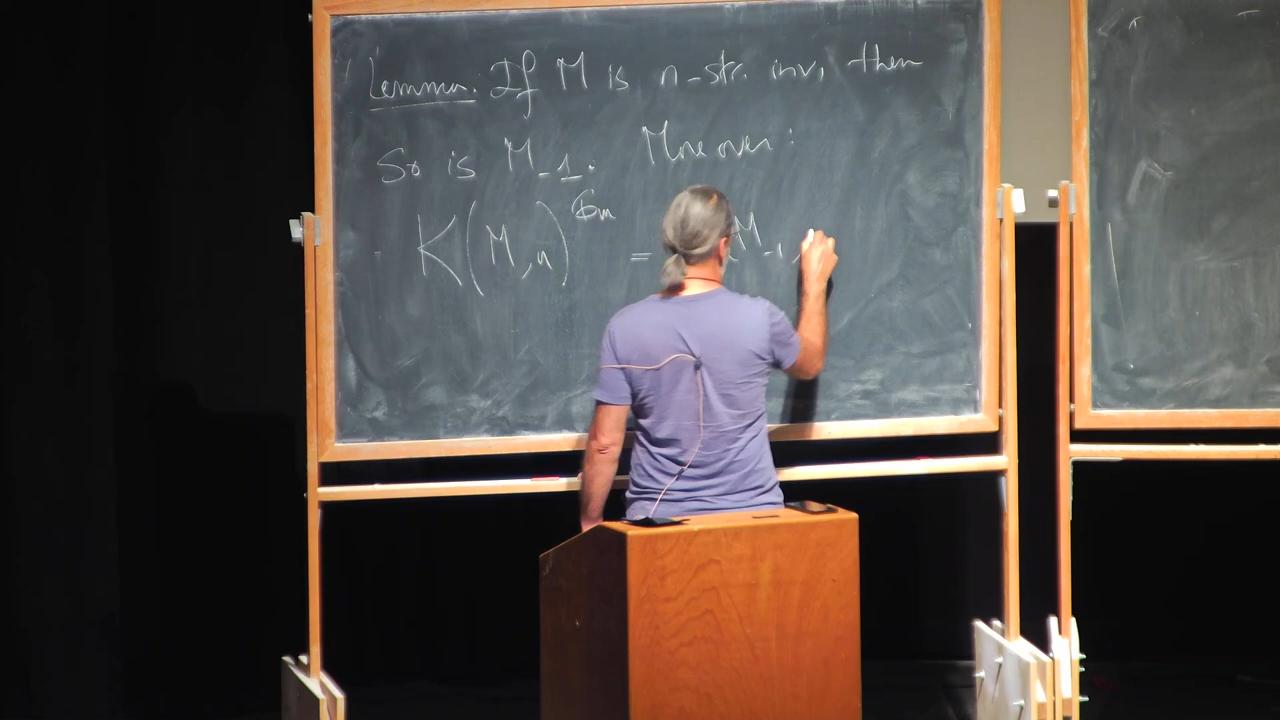 Lemma. If M is n-str. inv, then
So is M_{-1}. Moreover:
K(M,n)^{Gm} = M_{-1},